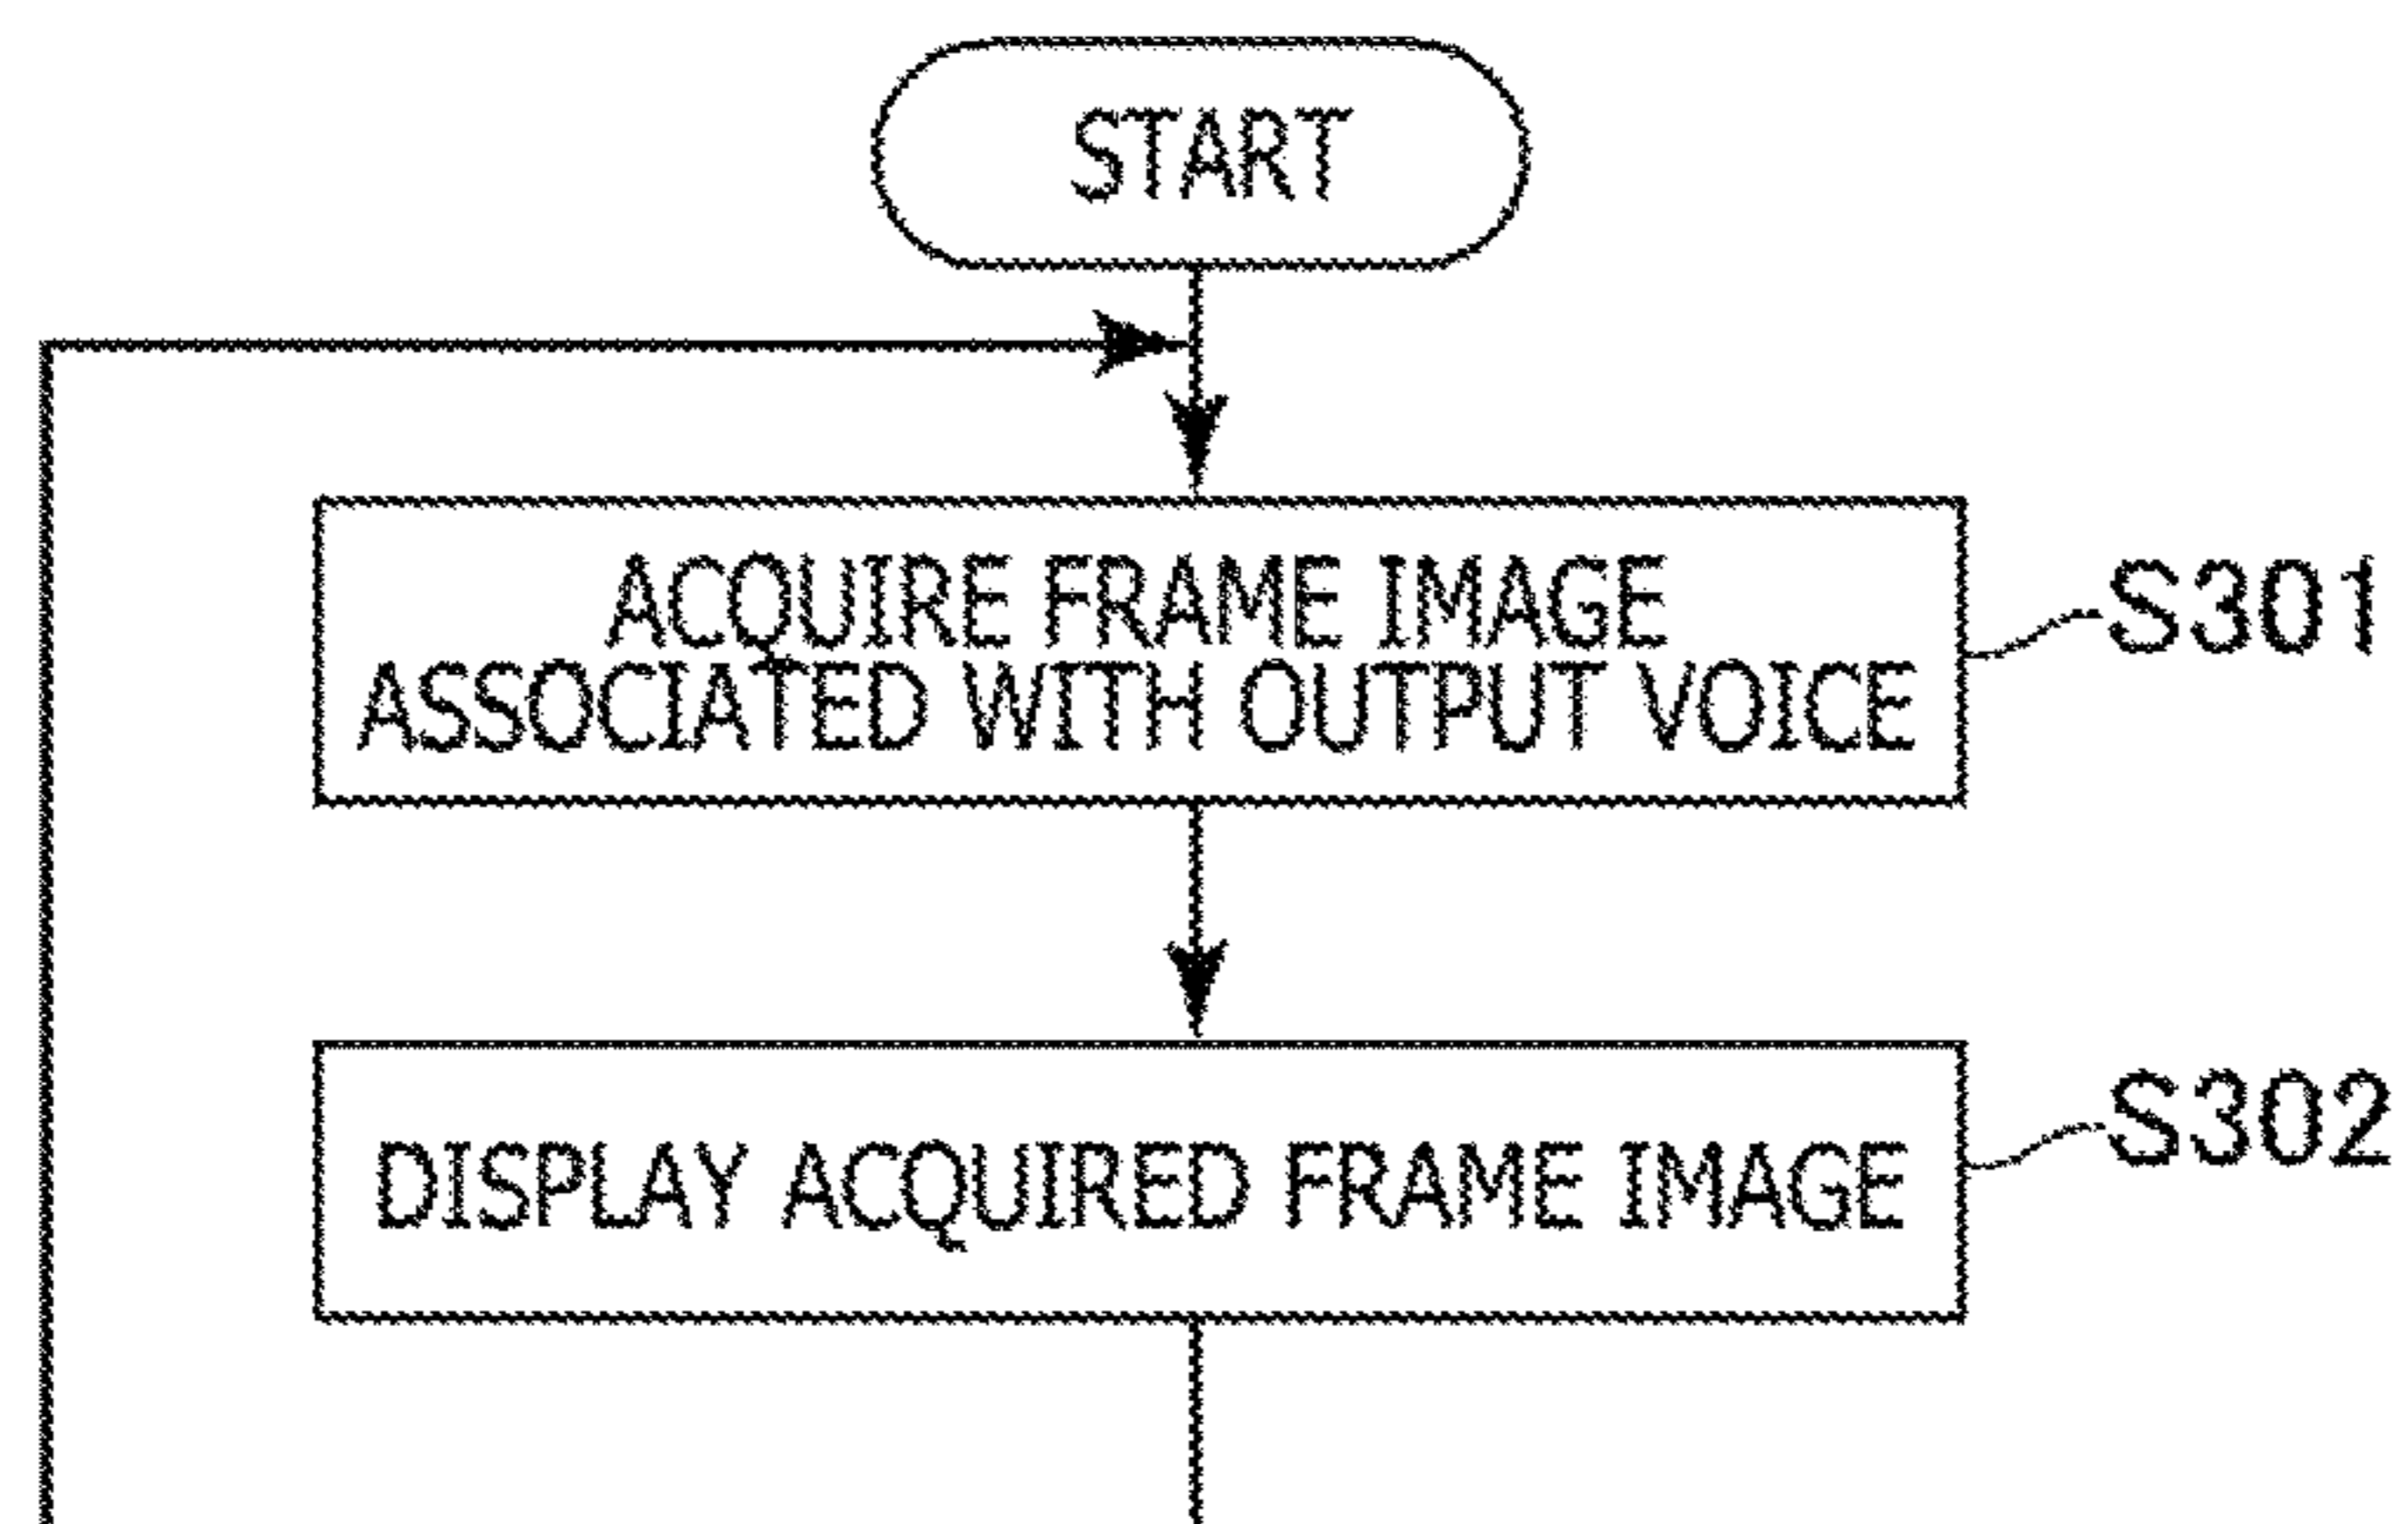 START
ACQUIRE FRAME IMAGE
ASSOCIATED WITH OUTPUT VOICE
S301
DISPLAY ACQUIRED FRAME IMAGE
S302